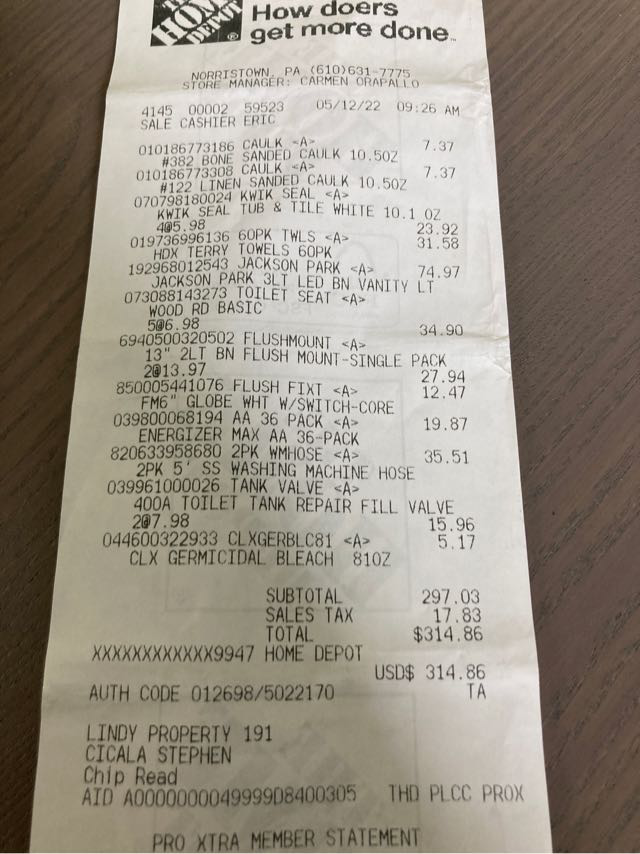 THE HOME DEPOT ®
How doers
get more done™
NORRISTOWN, PA (610)631-7775
STORE MANAGER: CARMEN ORAPALLO
4145 00002 59523 05/12/22 09:26 AM
SALE CASHIER ERIC
010186773186 CAULK <A> 7.37
#382 BONE SANDED CAULK 10.5OZ
010186773308 CAULK <A> 7.37
#122 LINEN SANDED CAULK 10.5OZ
070798180024 KWIK SEAL <A>
KWIK SEAL TUB & TILE WHITE 10.1 OZ
4@5.98 23.92
019736996136 60PK TWLS <A> 31.58
HDX TERRY TOWELS 60PK
192968012543 JACKSON PARK <A> 74.97
JACKSON PARK 3LT LED BN VANITY LT
073088143273 TOILET SEAT <A>
WOOD RD BASIC
5@6.98 34.90
6940500320502 FLUSHMOUNT <A>
13" 2LT BN FLUSH MOUNT-SINGLE PACK
2@13.97 27.94
850005441076 FLUSH FIXT <A> 12.47
FM6" GLOBE WHT W/SWITCH-CORE
039800068194 AA 36 PACK <A> 19.87
ENERGIZER MAX AA 36-PACK
820633958680 2PK WMHOSE <A> 35.51
2PK 5' SS WASHING MACHINE HOSE
039961000026 TANK VALVE <A>
400A TOILET TANK REPAIR FILL VALVE
2@7.98 15.96
044600322933 CLXGERBLC81 <A> 5.17
CLX GERMICIDAL BLEACH 81OZ
SUBTOTAL 297.03
SALES TAX 17.83
TOTAL $314.86
XXXXXXXXXXXX9947 HOME DEPOT
USD$ 314.86
AUTH CODE 012698/5022170 TA
LINDY PROPERTY 191
CICALA STEPHEN
Chip Read
AID A0000000049999D8400305 THD PLCC PROX
PRO XTRA MEMBER STATEMENT